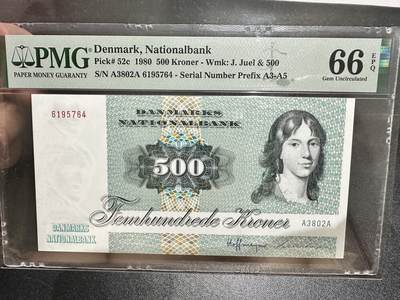 PMG
PAPER MONEY GUARANTY
Denmark, Nationalbank
Pick# 52c 1980 500 Kroner - Wmk: J. Juel & 500
S/N A3802A 6195764 - Serial Number Prefix A3-A5
66 EPQ
Gem Uncirculated
6195764
DANMARKS
NATIONALBANK
500
Femhundrede Kroner
DANMARKS
NATIONALBANK
A3802A
Hoffmeyer